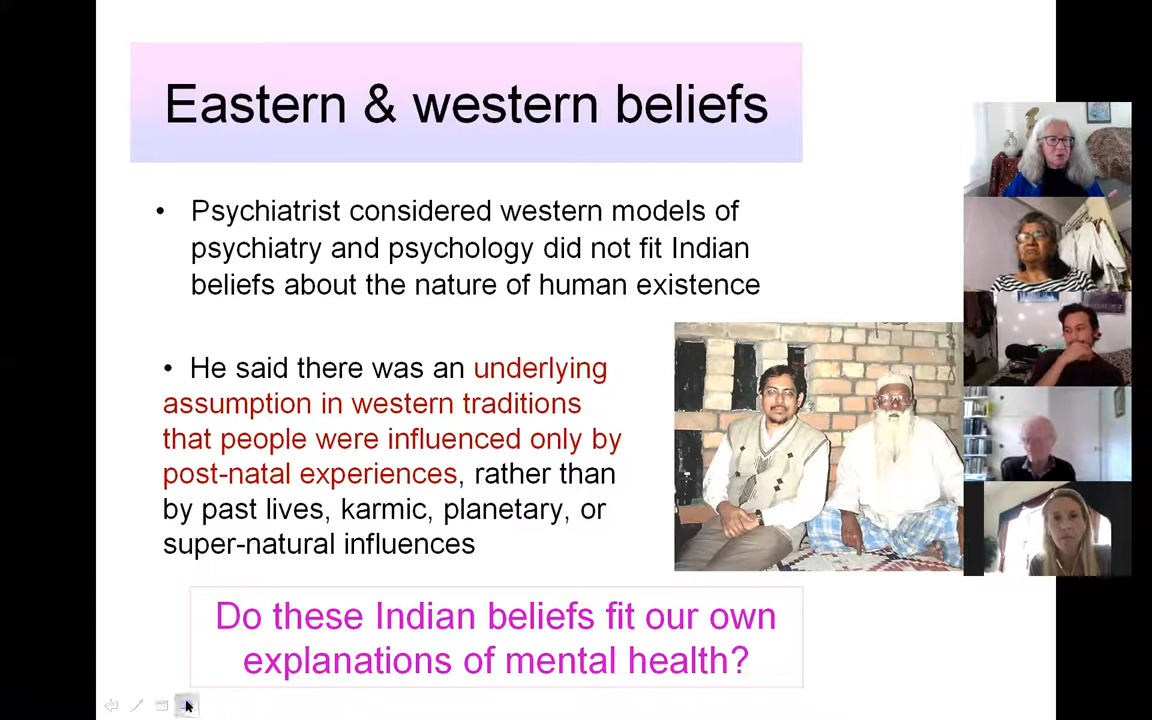 Eastern & western beliefs
• Psychiatrist considered western models of
psychiatry and psychology did not fit Indian
beliefs about the nature of human existence
• He said there was an underlying
assumption in western traditions
that people were influenced only by
post-natal experiences, rather than
by past lives, karmic, planetary, or
super-natural influences
Do these Indian beliefs fit our own
explanations of mental health?